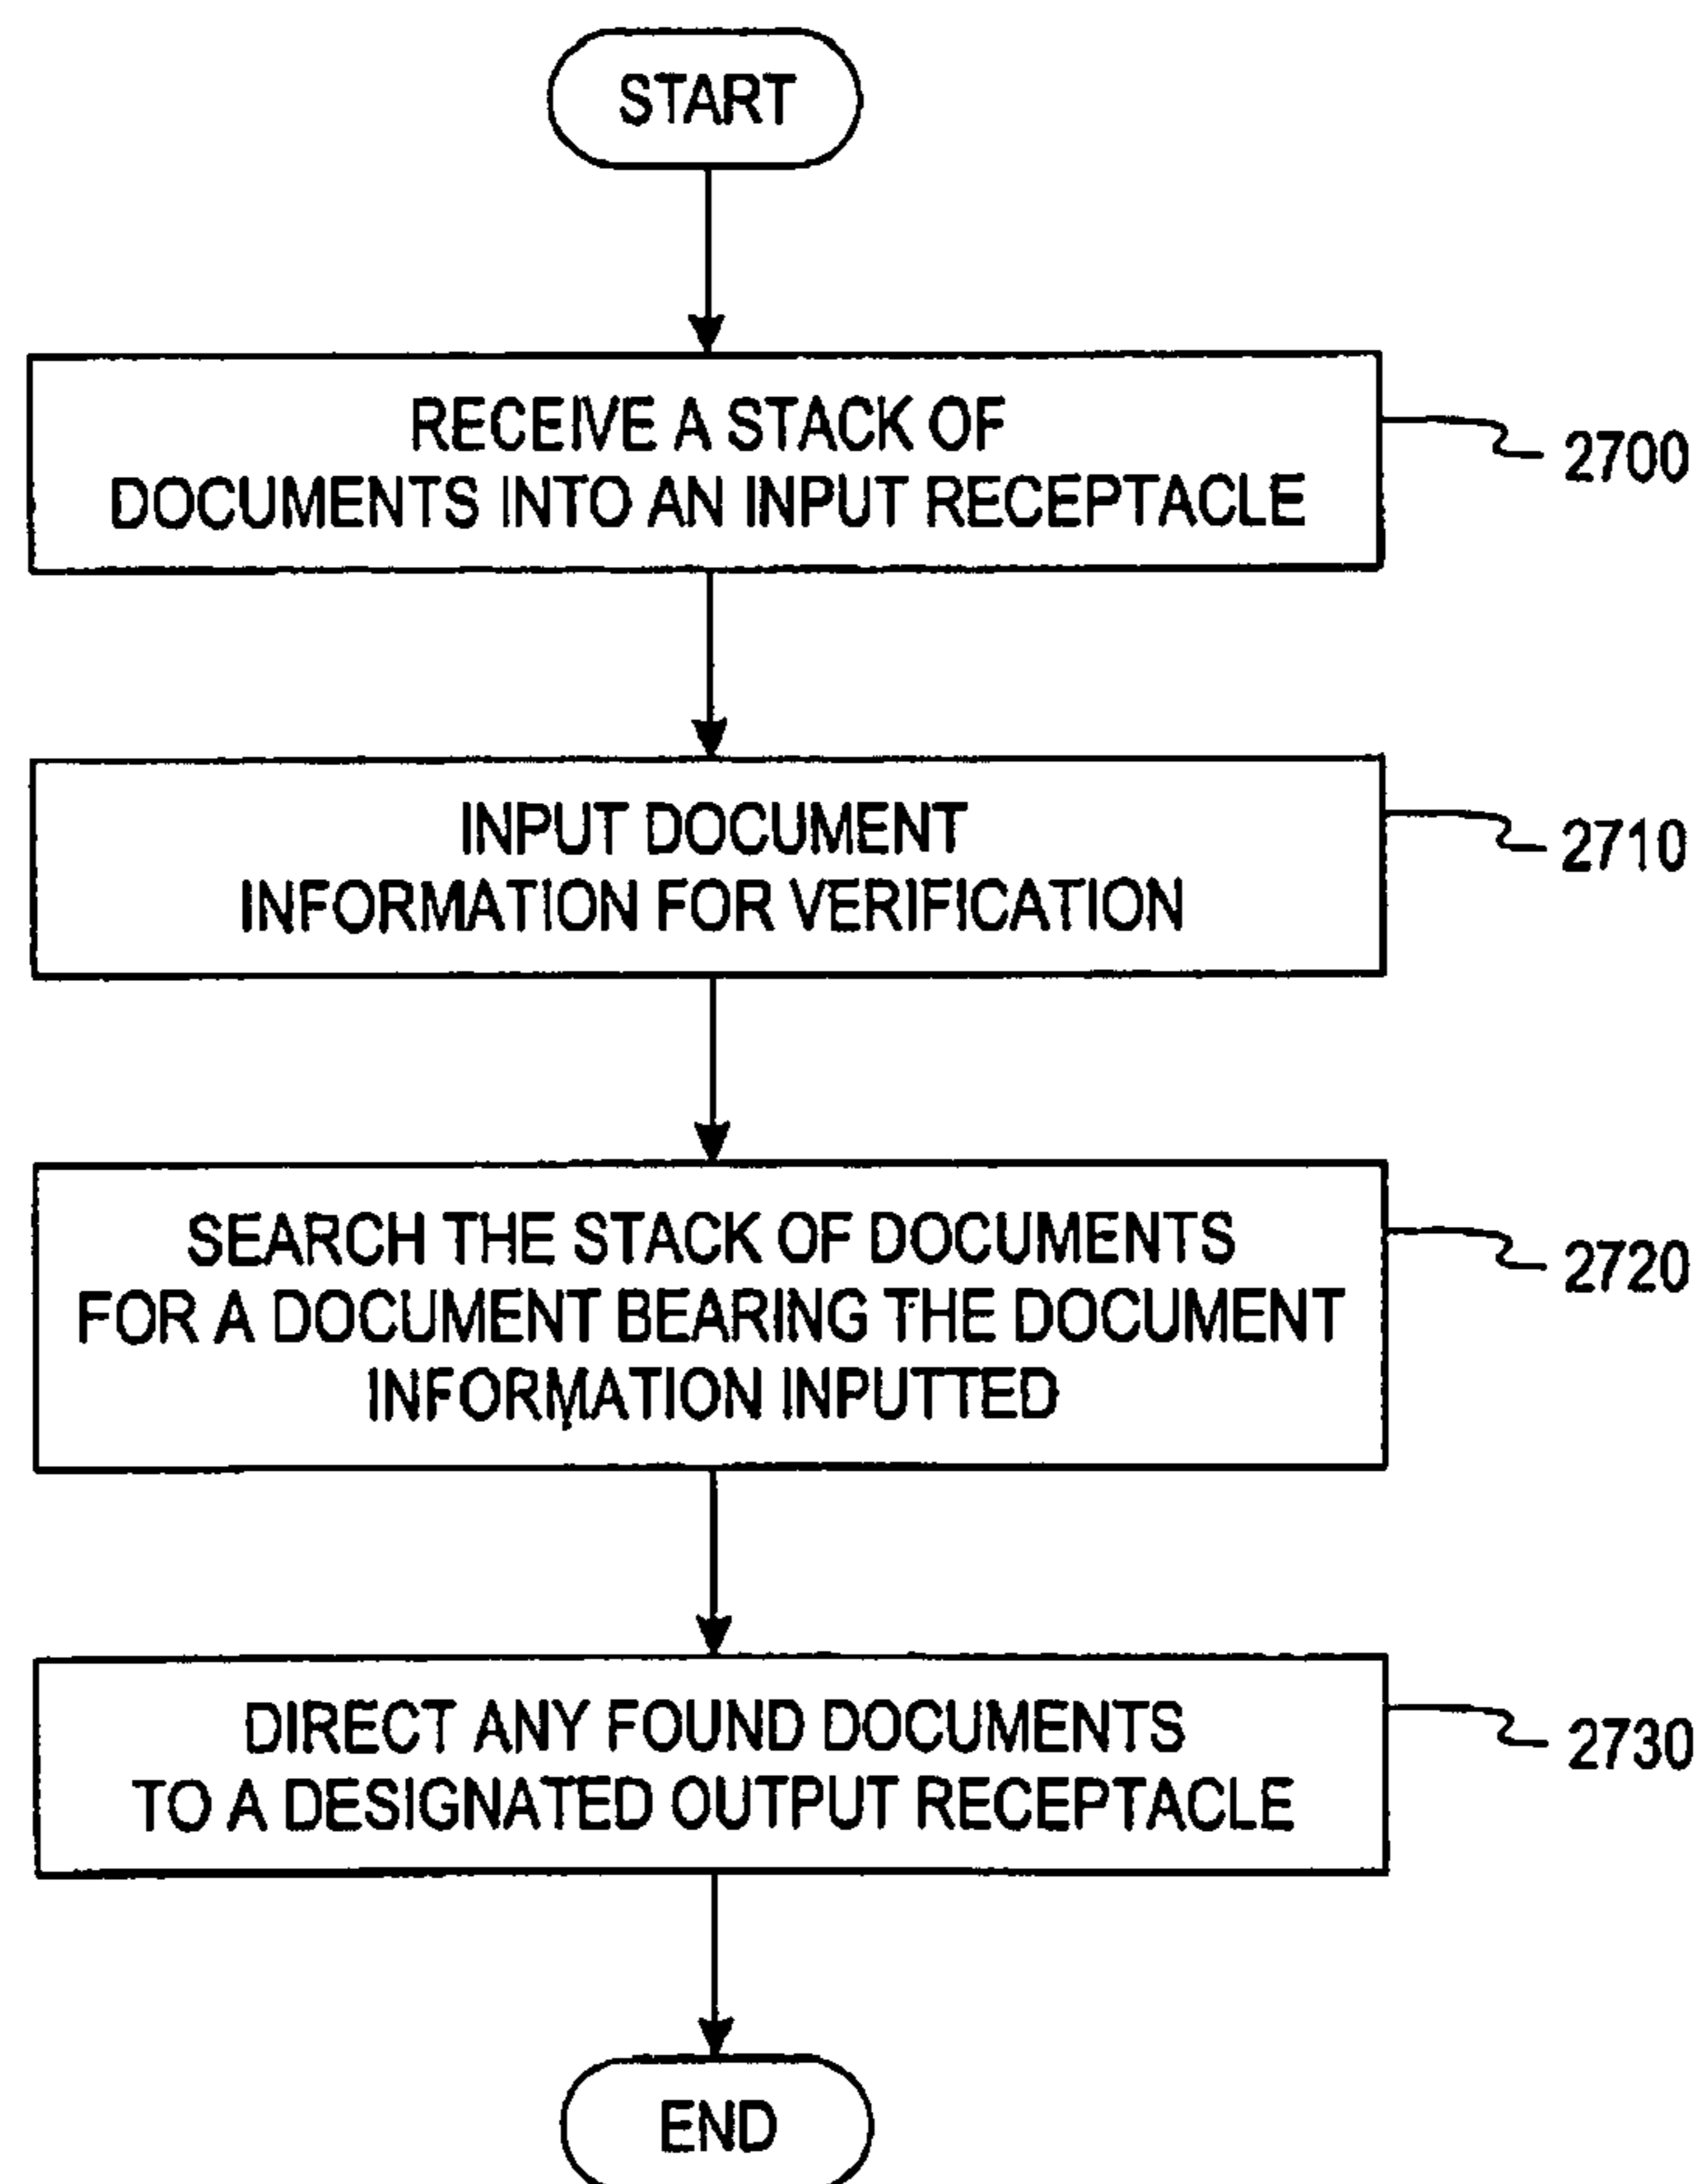 START
RECEIVE A STACK OF
DOCUMENTS INTO AN INPUT RECEPTACLE
2700
INPUT DOCUMENT
INFORMATION FOR VERIFICATION
2710
SEARCH THE STACK OF DOCUMENTS
FOR A DOCUMENT BEARING THE DOCUMENT
INFORMATION INPUTTED
2720
DIRECT ANY FOUND DOCUMENTS
TO A DESIGNATED OUTPUT RECEPTACLE
2730
END